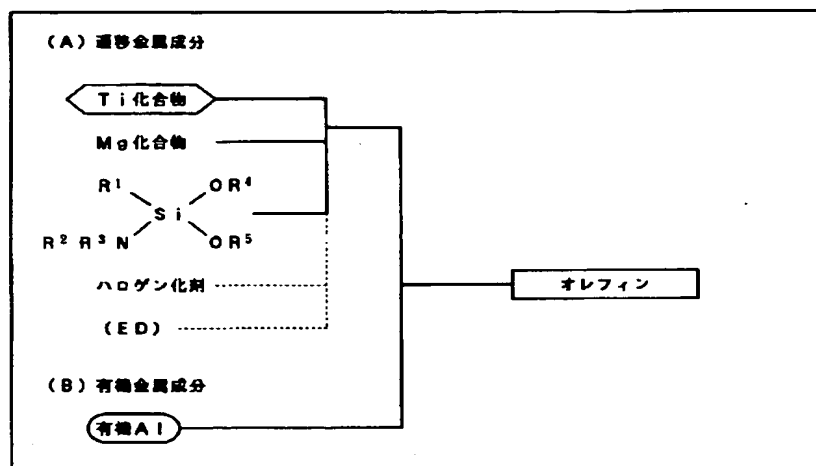 (A)遷移金属成分
Ti化合物
Mg化合物
R¹ OR⁴
Si
R² R³ N OR⁵
ハロゲン化剤
(ED)
オレフィン
(B)有機金属成分
有機Al